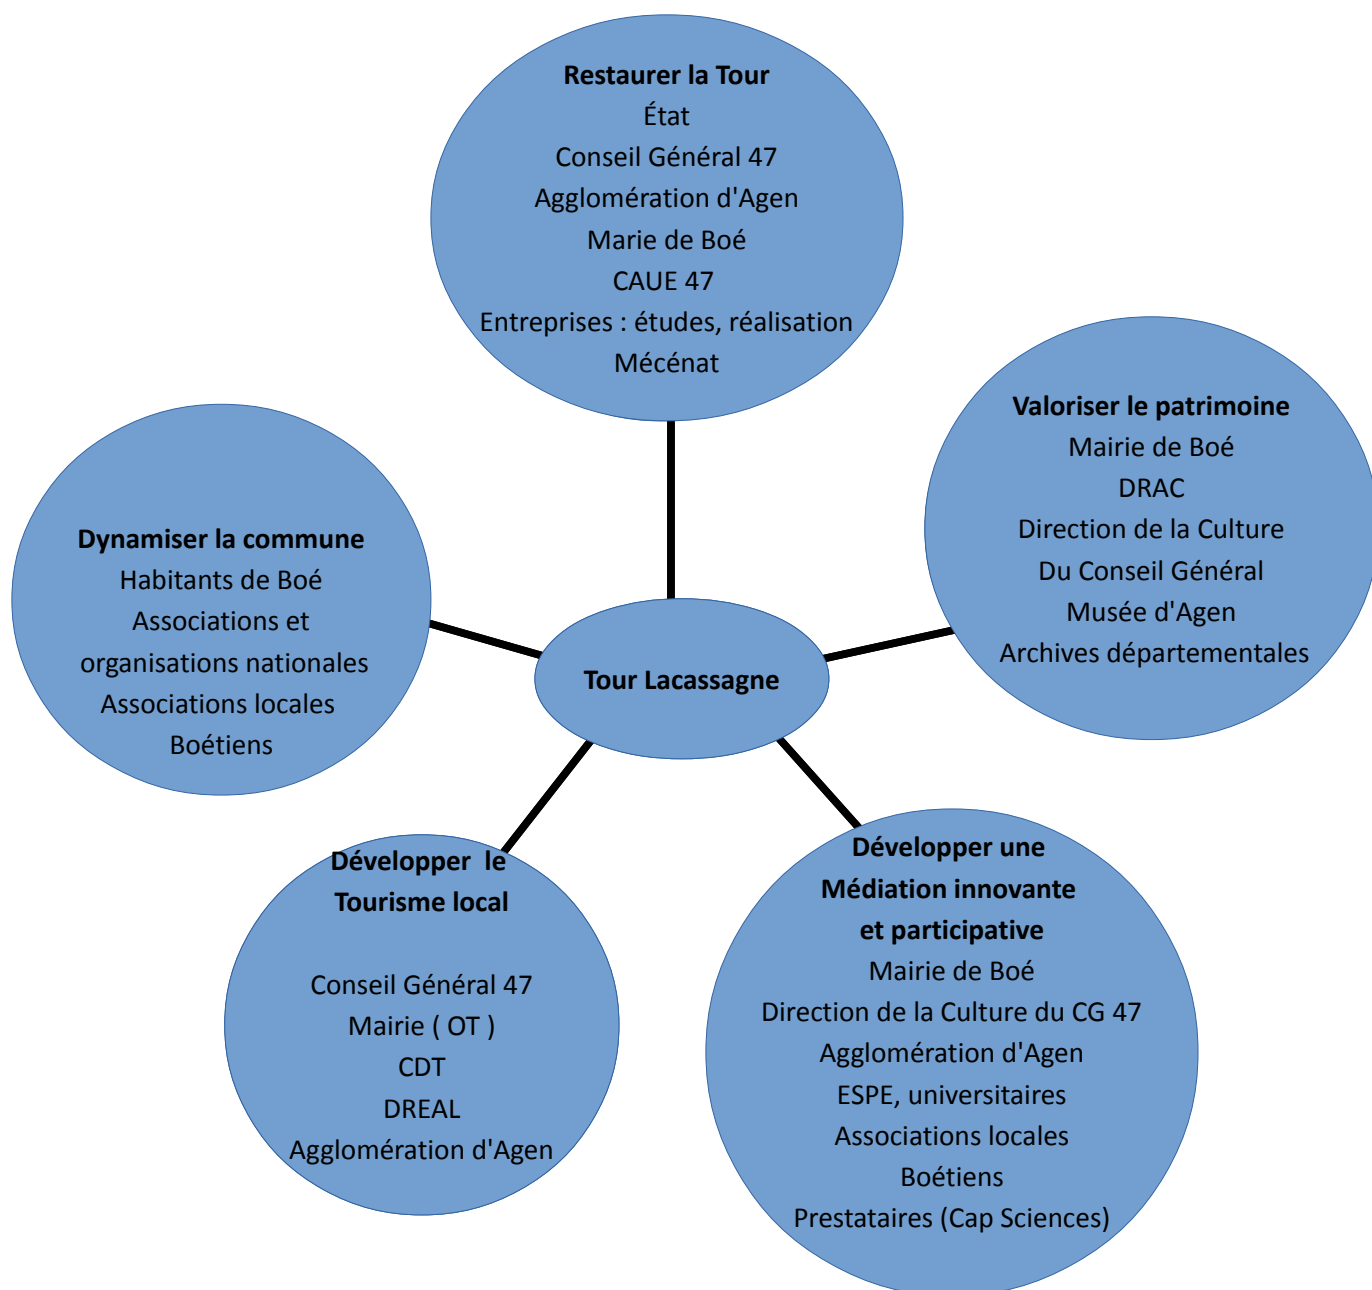 Restaurer la Tour
État
Conseil Général 47
Agglomération d'Agen
Marie de Boé
CAUE 47
Entreprises : études, réalisation
Mécénat
Valoriser le patrimoine
Mairie de Boé
DRAC
Direction de la Culture
Du Conseil Général
Musée d'Agen
Archives départementales
Dynamiser la commune
Habitants de Boé
Associations et
organisations nationales
Associations locales
Boétiens
Tour Lacassagne
Développer le
Tourisme local
Conseil Général 47
Mairie ( OT )
CDT
DREAL
Agglomération d'Agen
Développer une
Médiation innovante
et participative
Mairie de Boé
Direction de la Culture du CG 47
Agglomération d'Agen
ESPE, universitaires
Associations locales
Boétiens
Prestataires (Cap Sciences)